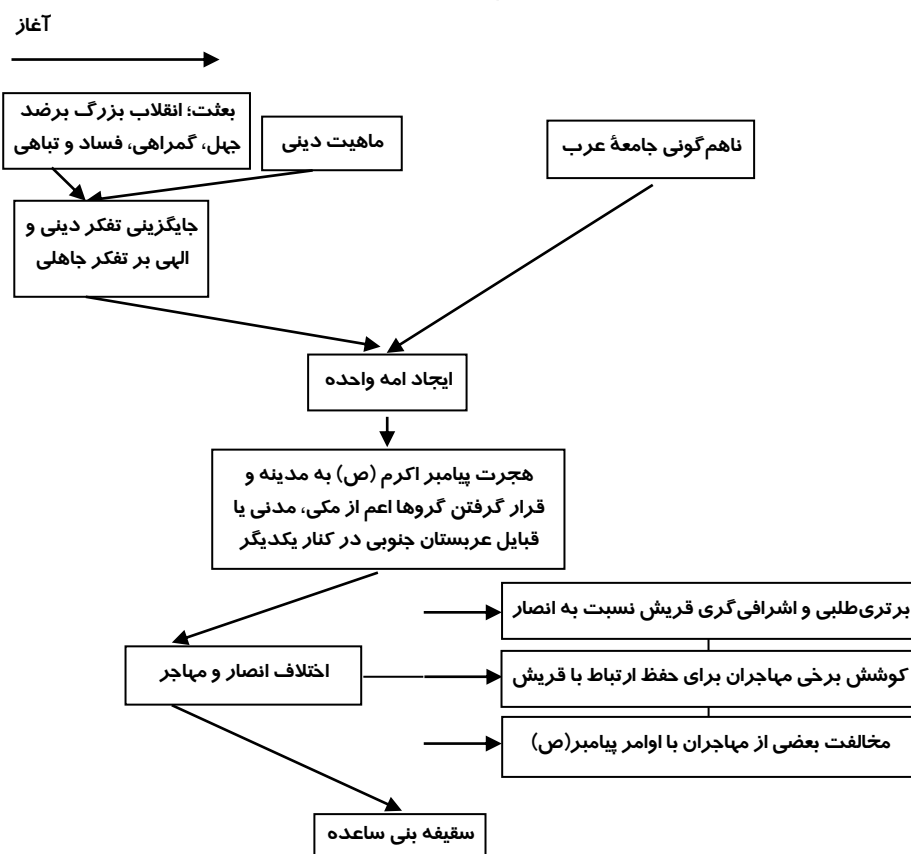 آغاز
بعثت؛ انقلاب بزرگ برضد
جهل، گمراهی، فساد و تباهی
ماهیت دینی
ناهم‌گونی جامعهٔ عرب
جایگزینی تفکر دینی و
الهی بر تفکر جاهلی
ایجاد امه واحده
هجرت پیامبر اکرم (ص) به مدینه و
قرار گرفتن گروها اعم از مکی، مدنی یا
قبایل عربستان جنوبی در کنار یکدیگر
برتری‌طلبی و اشرافی‌گری قریش نسبت به انصار
اختلاف انصار و مهاجر
کوشش برخی مهاجران برای حفظ ارتباط با قریش
مخالفت بعضی از مهاجران با اوامر پیامبر(ص)
سقیفه بنی ساعده